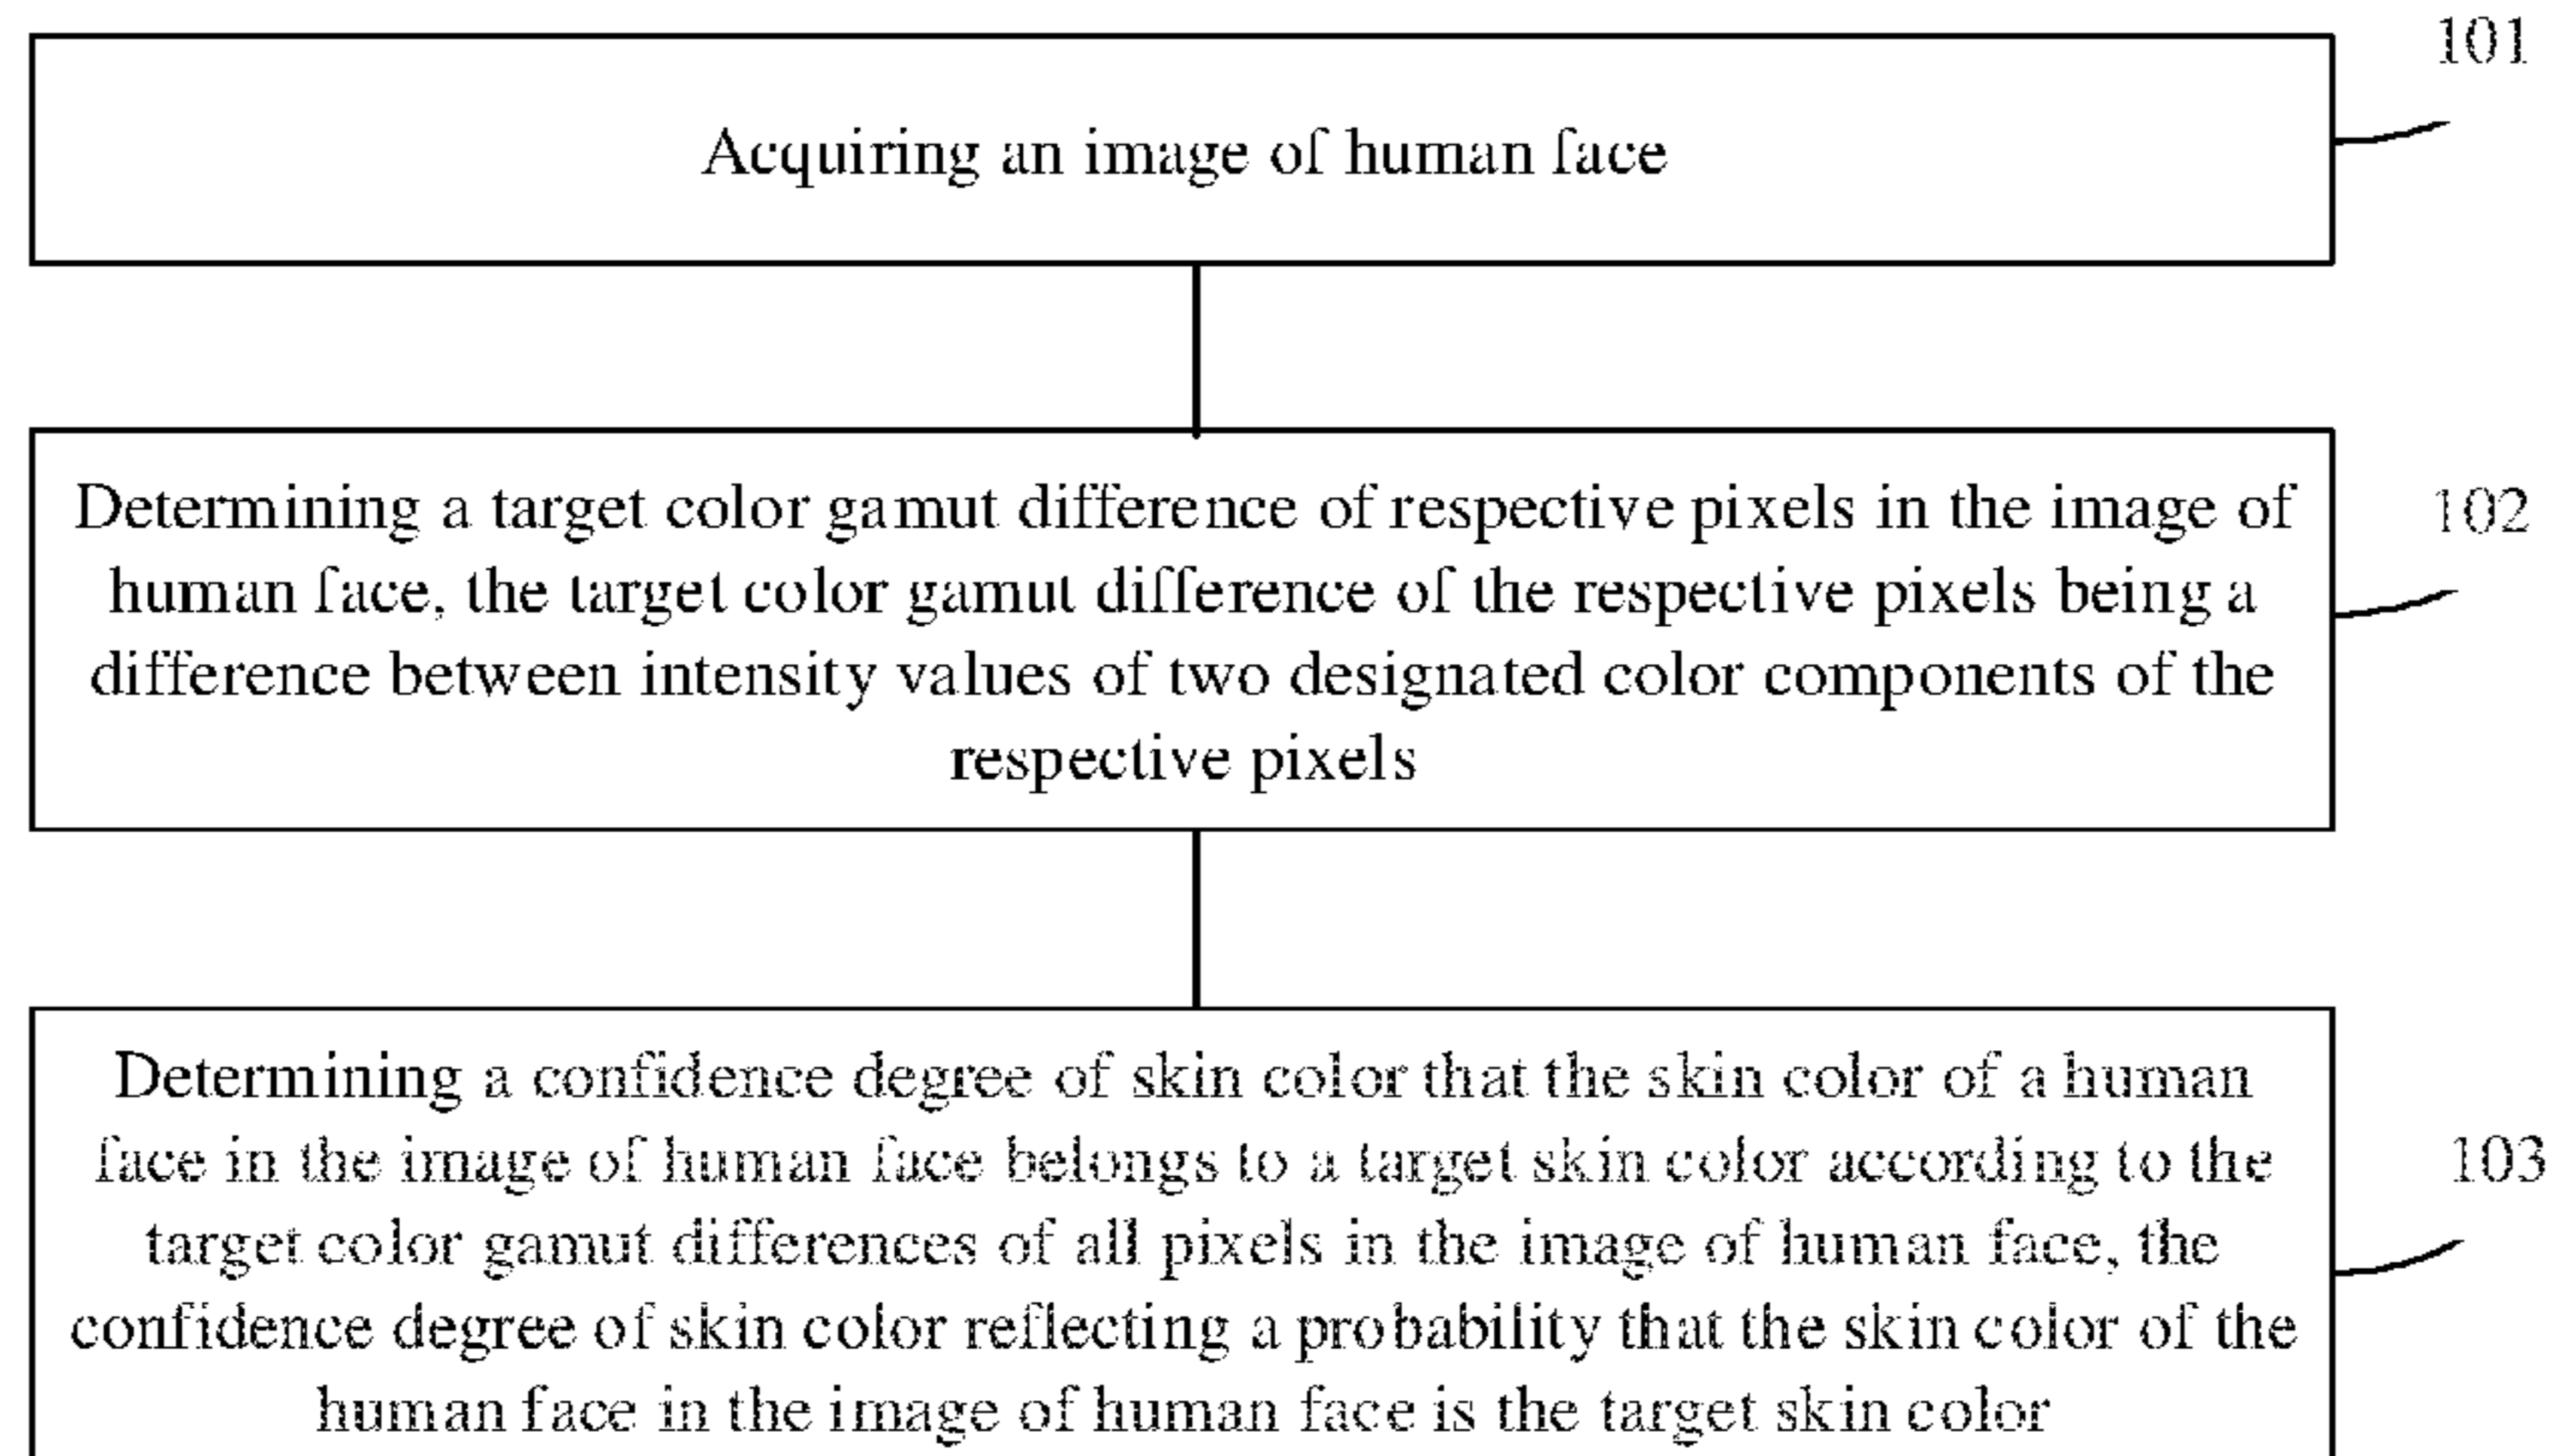 101
Acquiring an image of human face
Determining a target color gamut difference of respective pixels in the image of
102
human face, the target color gamut difference of the respective pixels being a
difference between intensity values of two designated color components of the
respective pixels
Determining a confidence degree of skin color that the skin color of a human
face in the image of human face belongs to a target skin color according to the
103
target color gamut differences of all pixels in the image of human face, the
confidence degree of skin color reflecting a probability that the skin color of the
human face in the image of human face is the target skin color